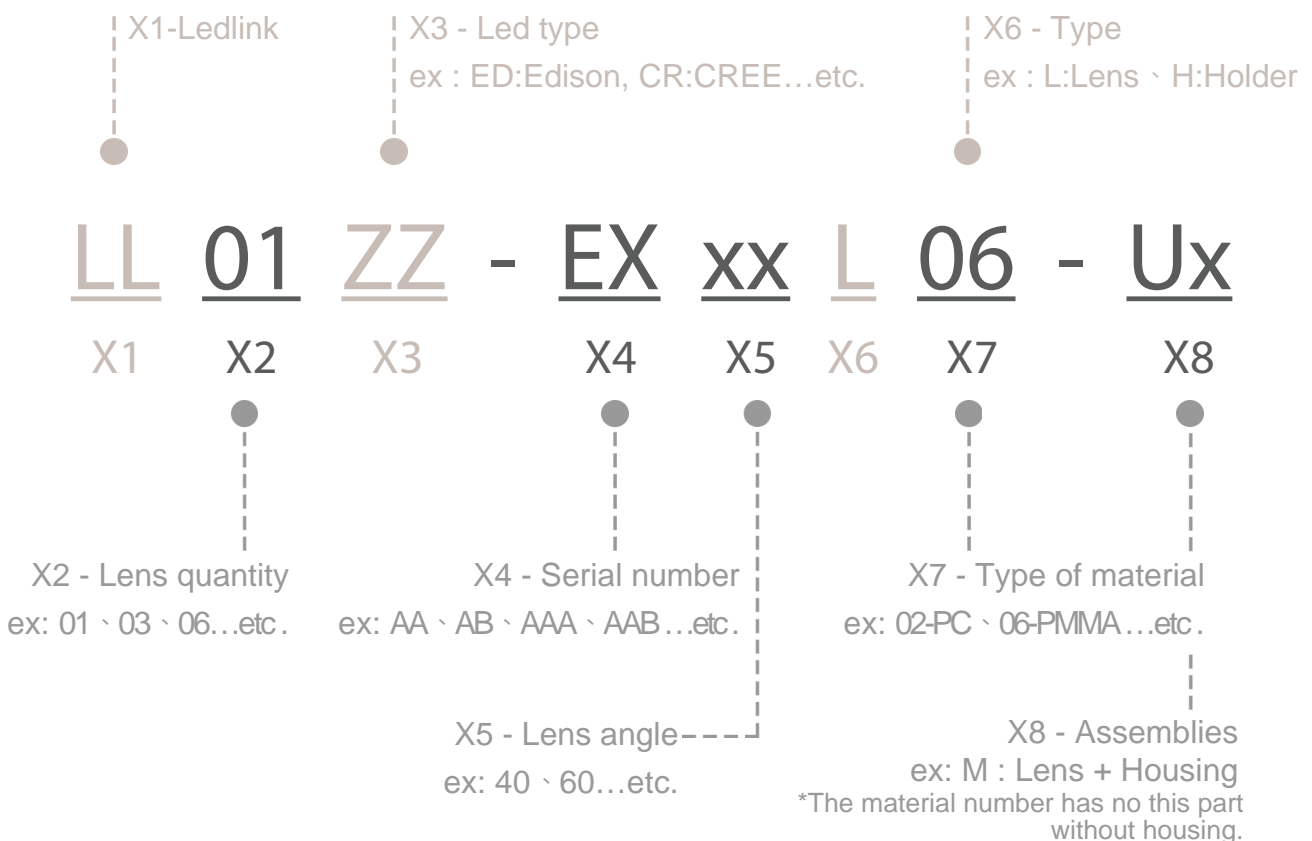 X1-Ledlink
X3 - Led type
ex : ED:Edison, CR:CREE…etc.
X6 - Type
ex : L:Lens、H:Holder
LL 01 ZZ - EX xx L 06 - Ux
X1 X2 X3 X4 X5 X6 X7 X8
X2 - Lens quantity
ex: 01、03、06…etc.
X4 - Serial number
ex: AA、AB、AAA、AAB…etc.
X7 - Type of material
ex: 02-PC、06-PMMA…etc.
X5 - Lens angle
ex: 40、60…etc.
X8 - Assemblies
ex: M : Lens + Housing
*The material number has no this part
without housing.